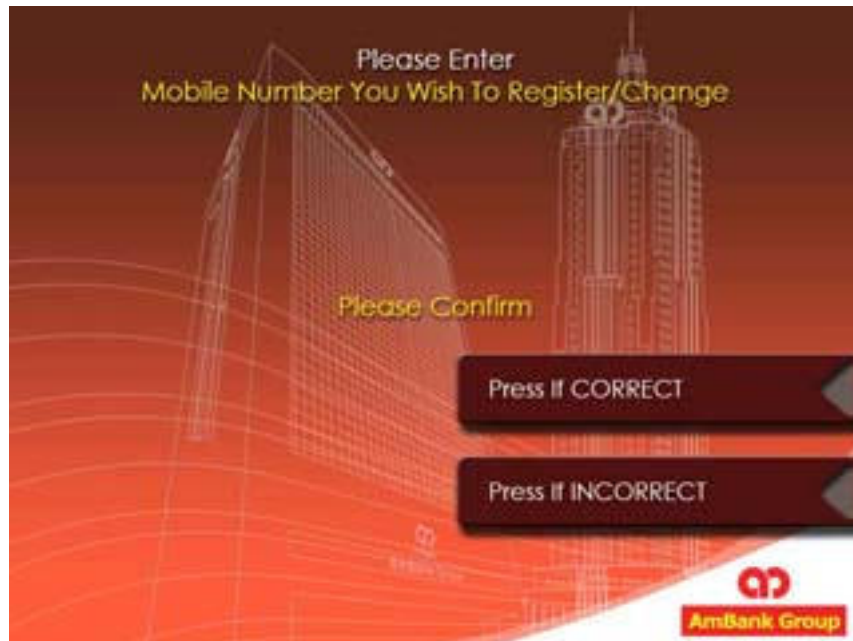 Please Enter
Mobile Number You Wish To Register/Change
Please Confirm
Press If CORRECT
Press If INCORRECT
AmBank Group